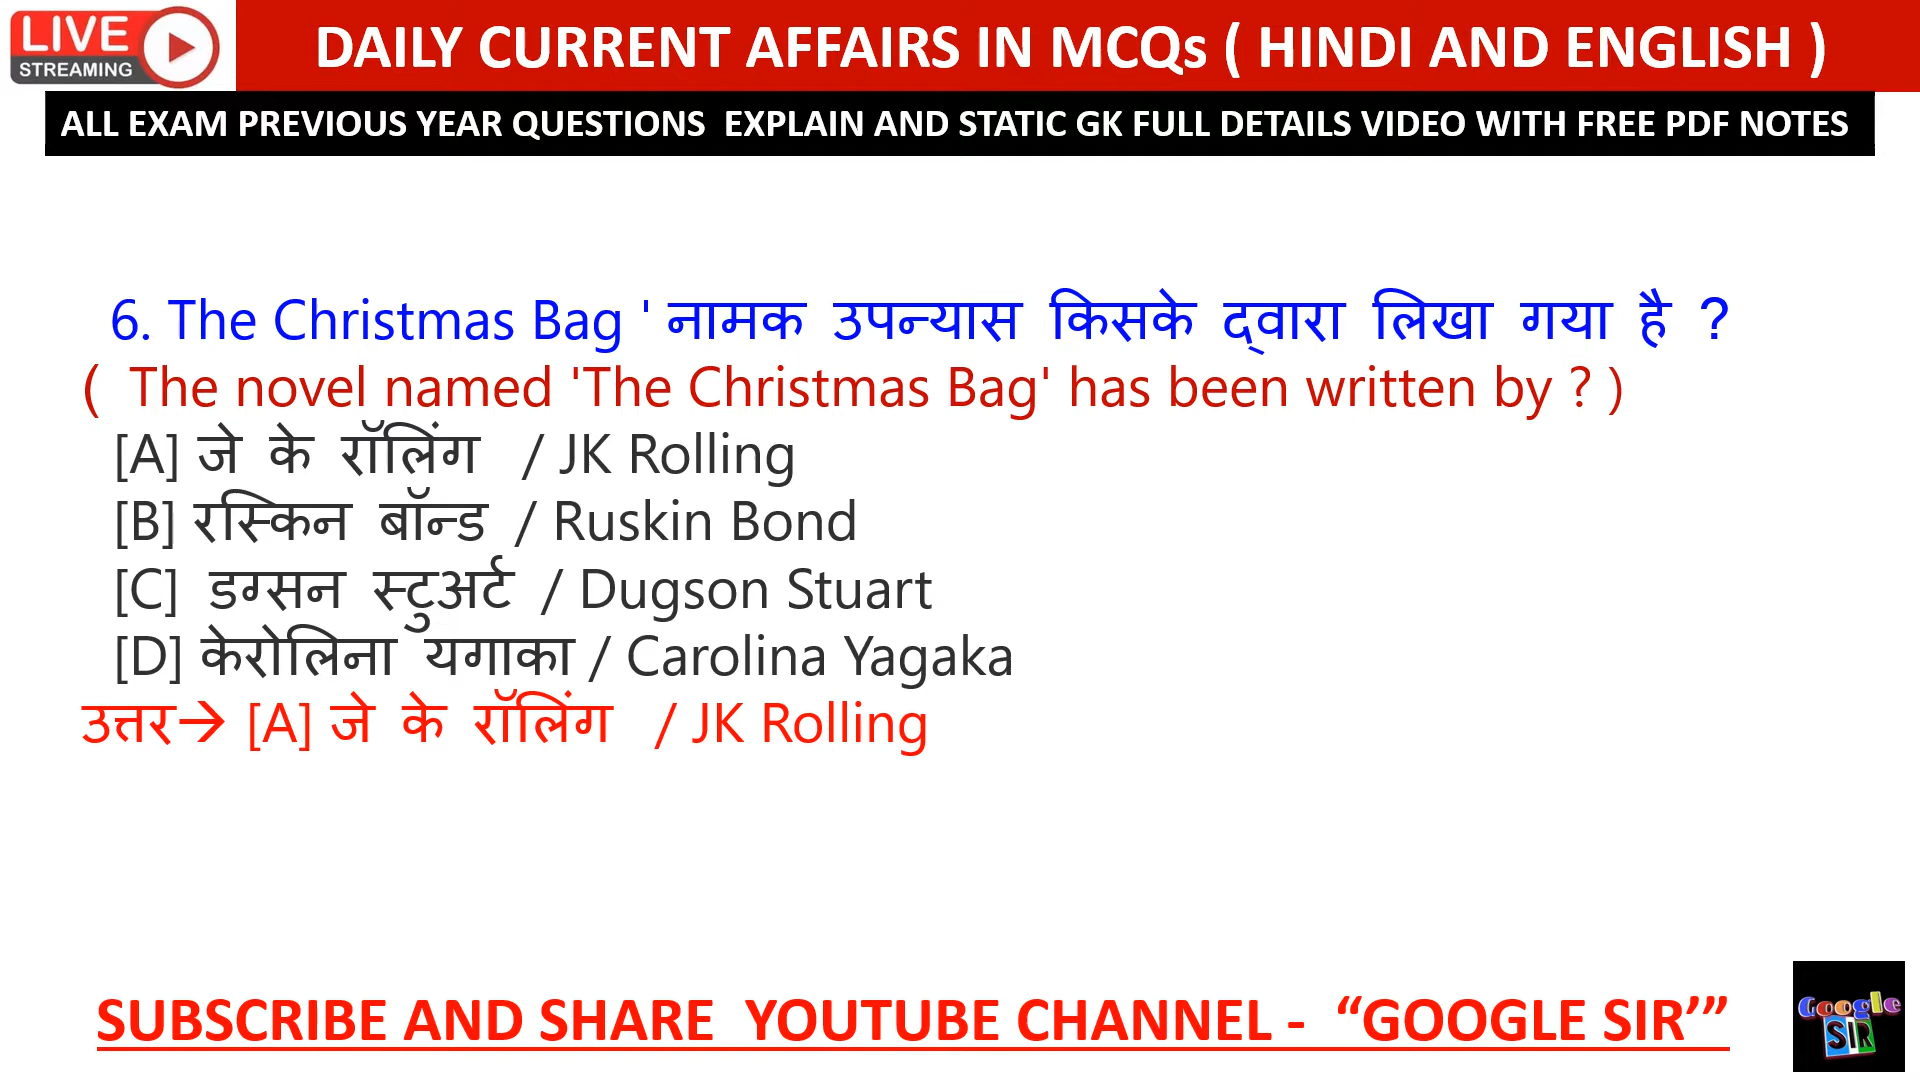 LIVE
STREAMING
DAILY CURRENT AFFAIRS IN MCQs ( HINDI AND ENGLISH )
ALL EXAM PREVIOUS YEAR QUESTIONS EXPLAIN AND STATIC GK FULL DETAILS VIDEO WITH FREE PDF NOTES
6. The Christmas Bag ' नामक उपन्यास किसके द्वारा लिखा गया है ?
( The novel named 'The Christmas Bag' has been written by ? )
[A] जे के रॉलिंग / JK Rolling
[B] रस्किन बॉन्ड / Ruskin Bond
[C] डग्सन स्टुअर्ट / Dugson Stuart
[D] केरोलिना यगाका / Carolina Yagaka
उत्तर→ [A] जे के रॉलिंग / JK Rolling
SUBSCRIBE AND SHARE YOUTUBE CHANNEL - “GOOGLE SIR’”
Google
SIR